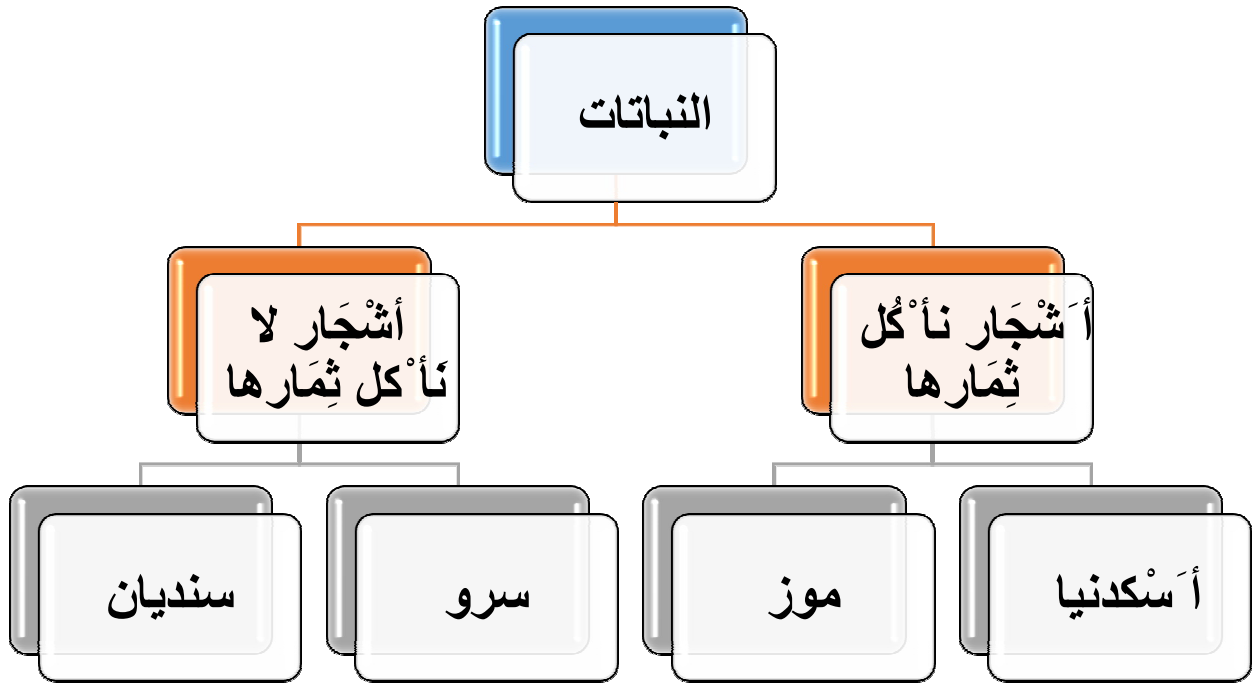 النباتات
أَشْجَار نأْكُل
ثِمَارها
أشْجَار لا
نَأْكل ثِمَارها
أَسْكدنيا
موز
سرو
سنديان